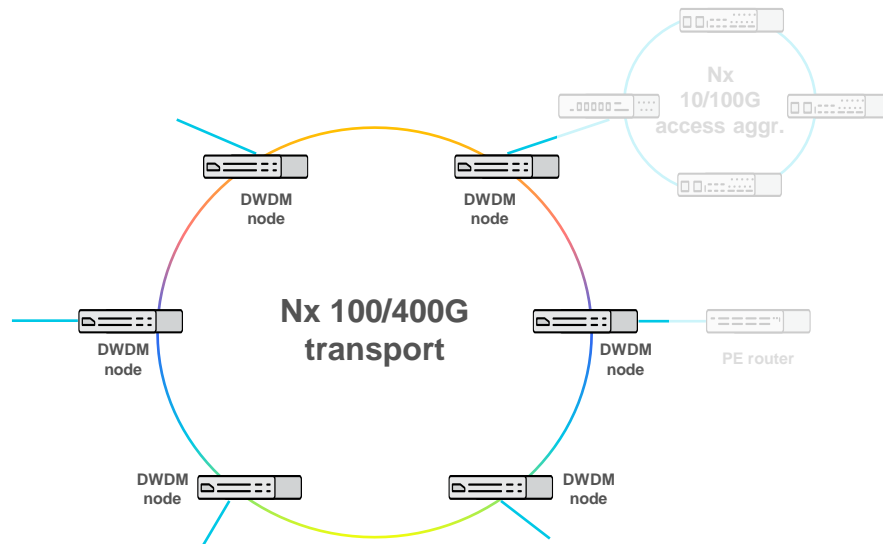 Nx
10/100G
access aggr.
DWDM
node
DWDM
node
Nx 100/400G
transport
DWDM
node
DWDM
node
PE router
DWDM
node
DWDM
node